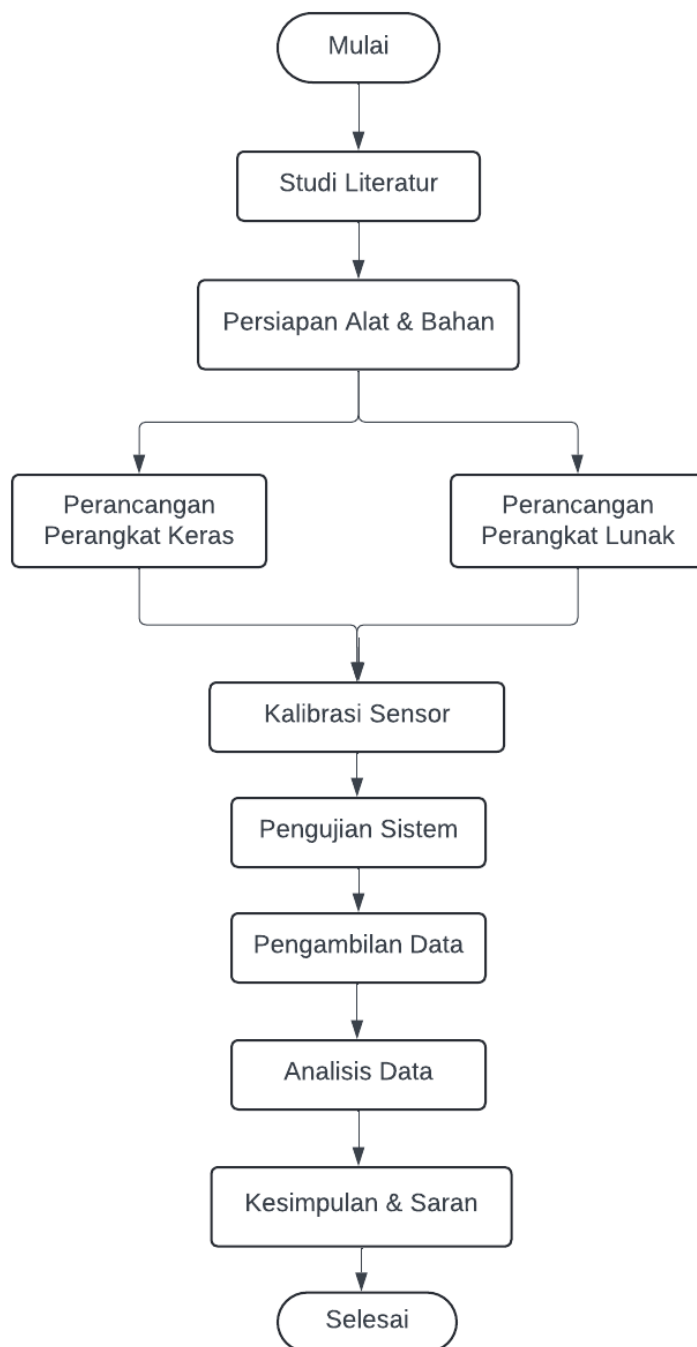 Mulai
Studi Literatur
Persiapan Alat & Bahan
Perancangan
Perangkat Keras
Perancangan
Perangkat Lunak
Kalibrasi Sensor
Pengujian Sistem
Pengambilan Data
Analisis Data
Kesimpulan & Saran
Selesai